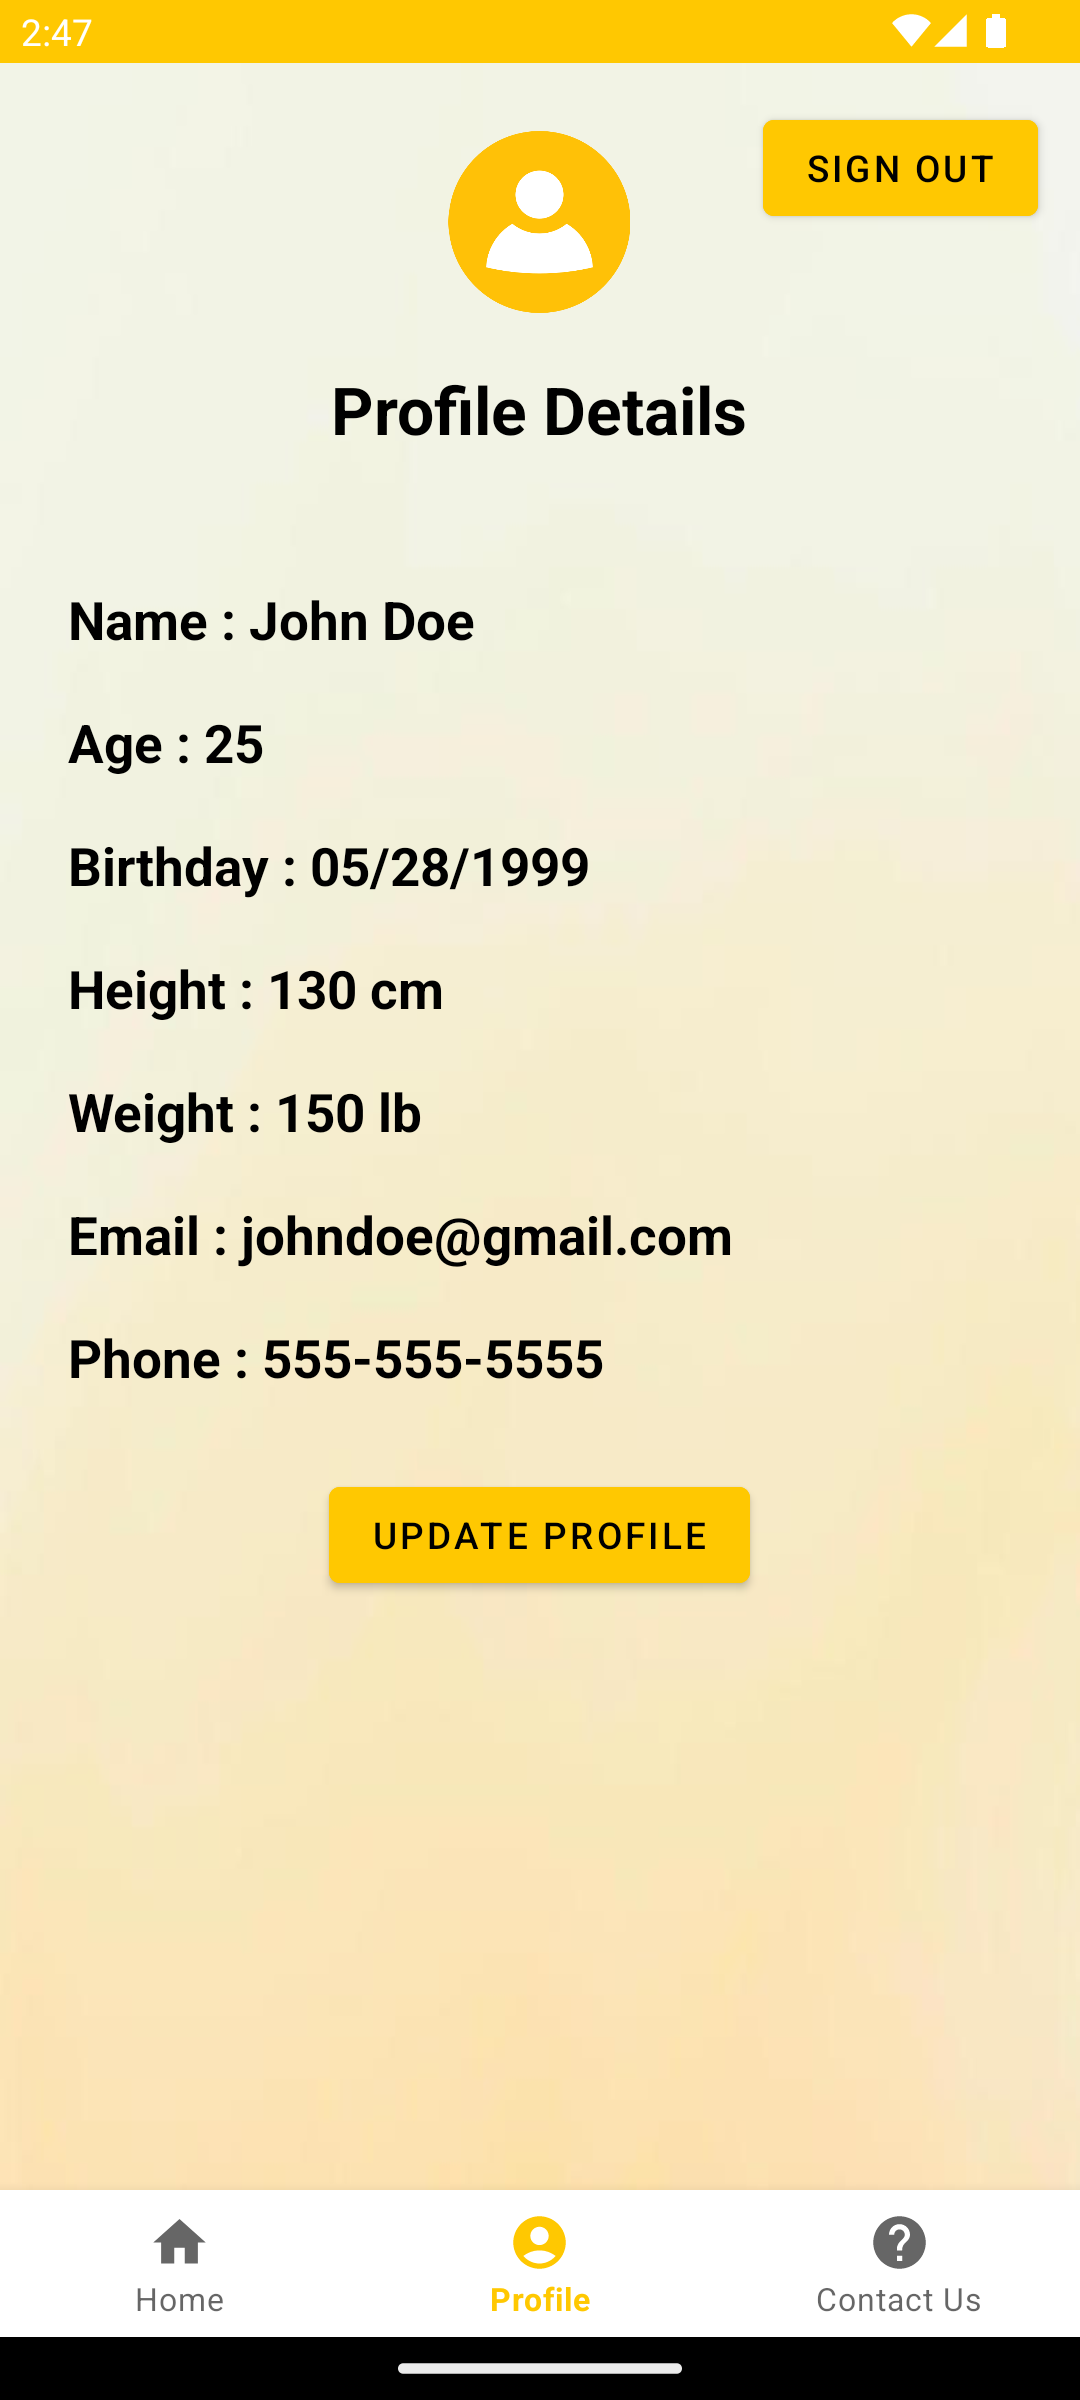 2:47
SIGN OUT
Profile Details
Name : John Doe
Age : 25
Birthday : 05/28/1999
Height : 130 cm
Weight : 150 lb
Email : johndoe@gmail.com
Phone : 555-555-5555
UPDATE PROFILE
Home
Profile
Contact Us